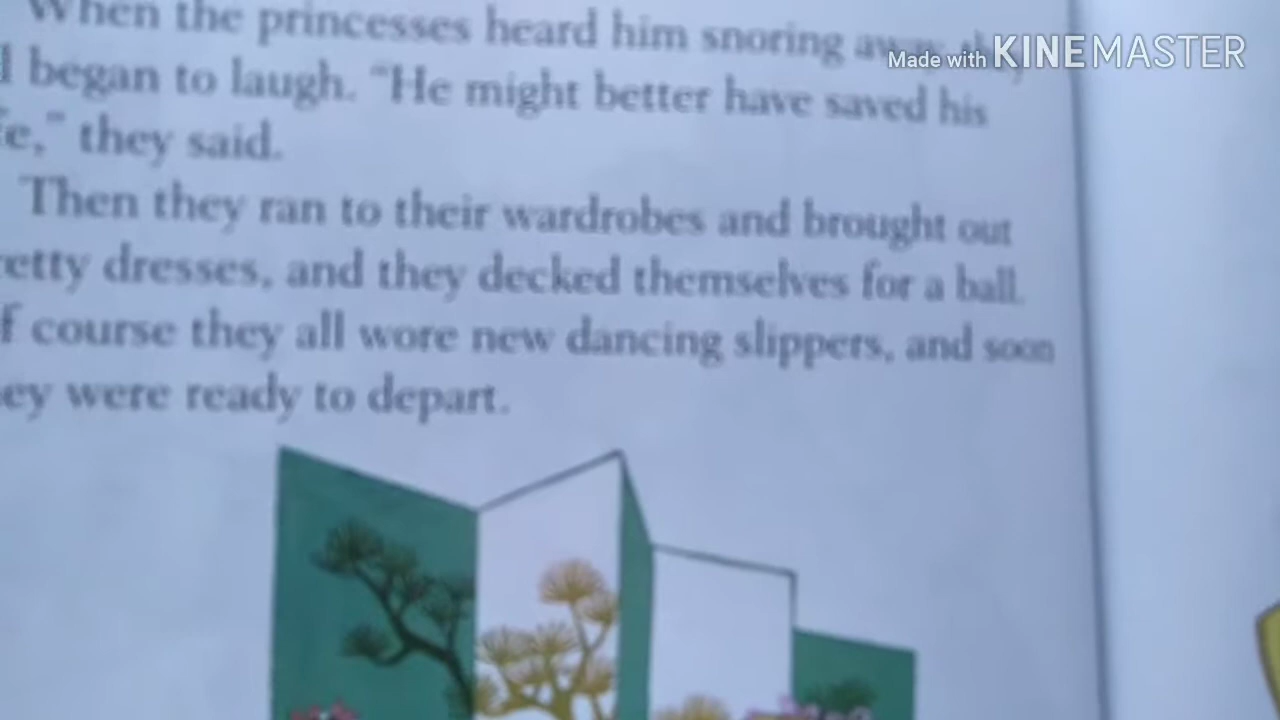 When the princesses heard him snoring
began to laugh. "He might better have saved his
e," they said.
Then they ran to their wardrobes and brought out
etty dresses, and they decked themselves for a ball.
f course they all wore new dancing slippers, and soon
ey were ready to depart.
Made with KINEMASTER